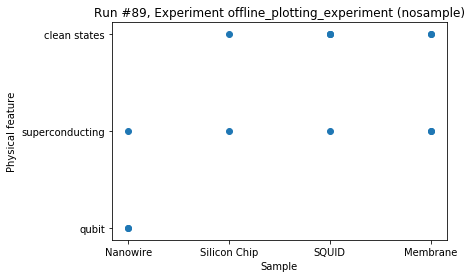 Run #89, Experiment offline_plotting_experiment (nosample)
clean states
superconducting
qubit
Physical feature
Nanowire Silicon Chip SQUID Membrane
Sample